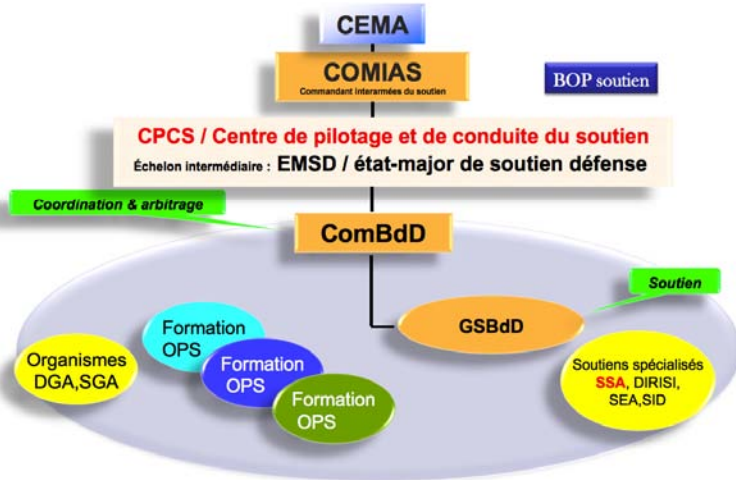 CEMA
COMIAS
Commandant interarmées du soutien
BOP soutien
CPCS / Centre de pilotage et de conduite du soutien
Échelon intermédiaire : EMSD / état-major de soutien défense
Coordination & arbitrage
ComBdD
Soutien
GSBdD
Formation
OPS
Formation
OPS
Formation
OPS
Organismes
DGA,SGA
Soutiens spécialisés
SSA, DIRISI,
SEA,SID